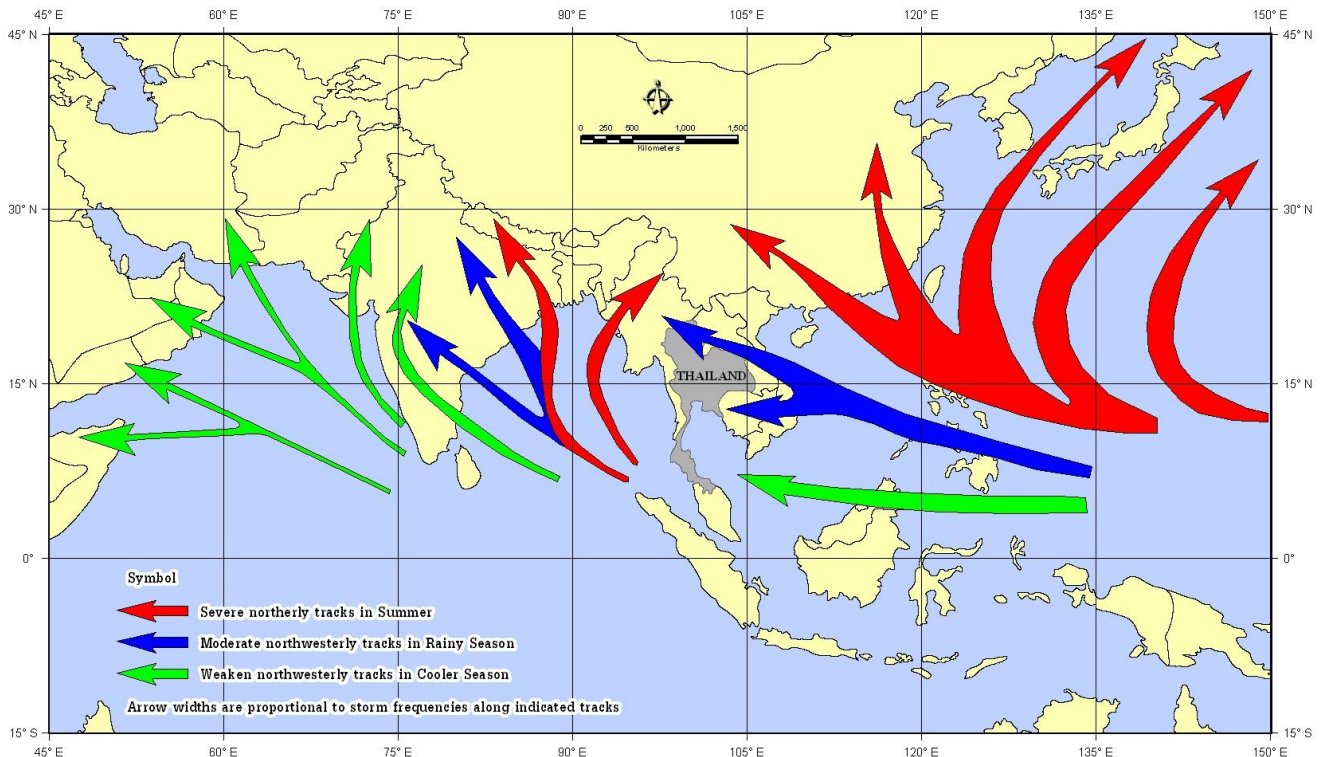 45° E 60° E 75° E 90° E 105° E 120° E 135° E 150° E
45° N 45° N
0 250 500 1,000 1,500
Kilometers
30° N 30° N
THAILAND
15° N 15° N
0° 0°
Symbol
Severe northerly tracks in Summer
Moderate northwesterly tracks in Rainy Season
Weaken northwesterly tracks in Cooler Season
Arrow widths are proportional to storm frequencies along indicated tracks
15° S 15° S
45° E 60° E 75° E 90° E 105° E 120° E 135° E 150° E